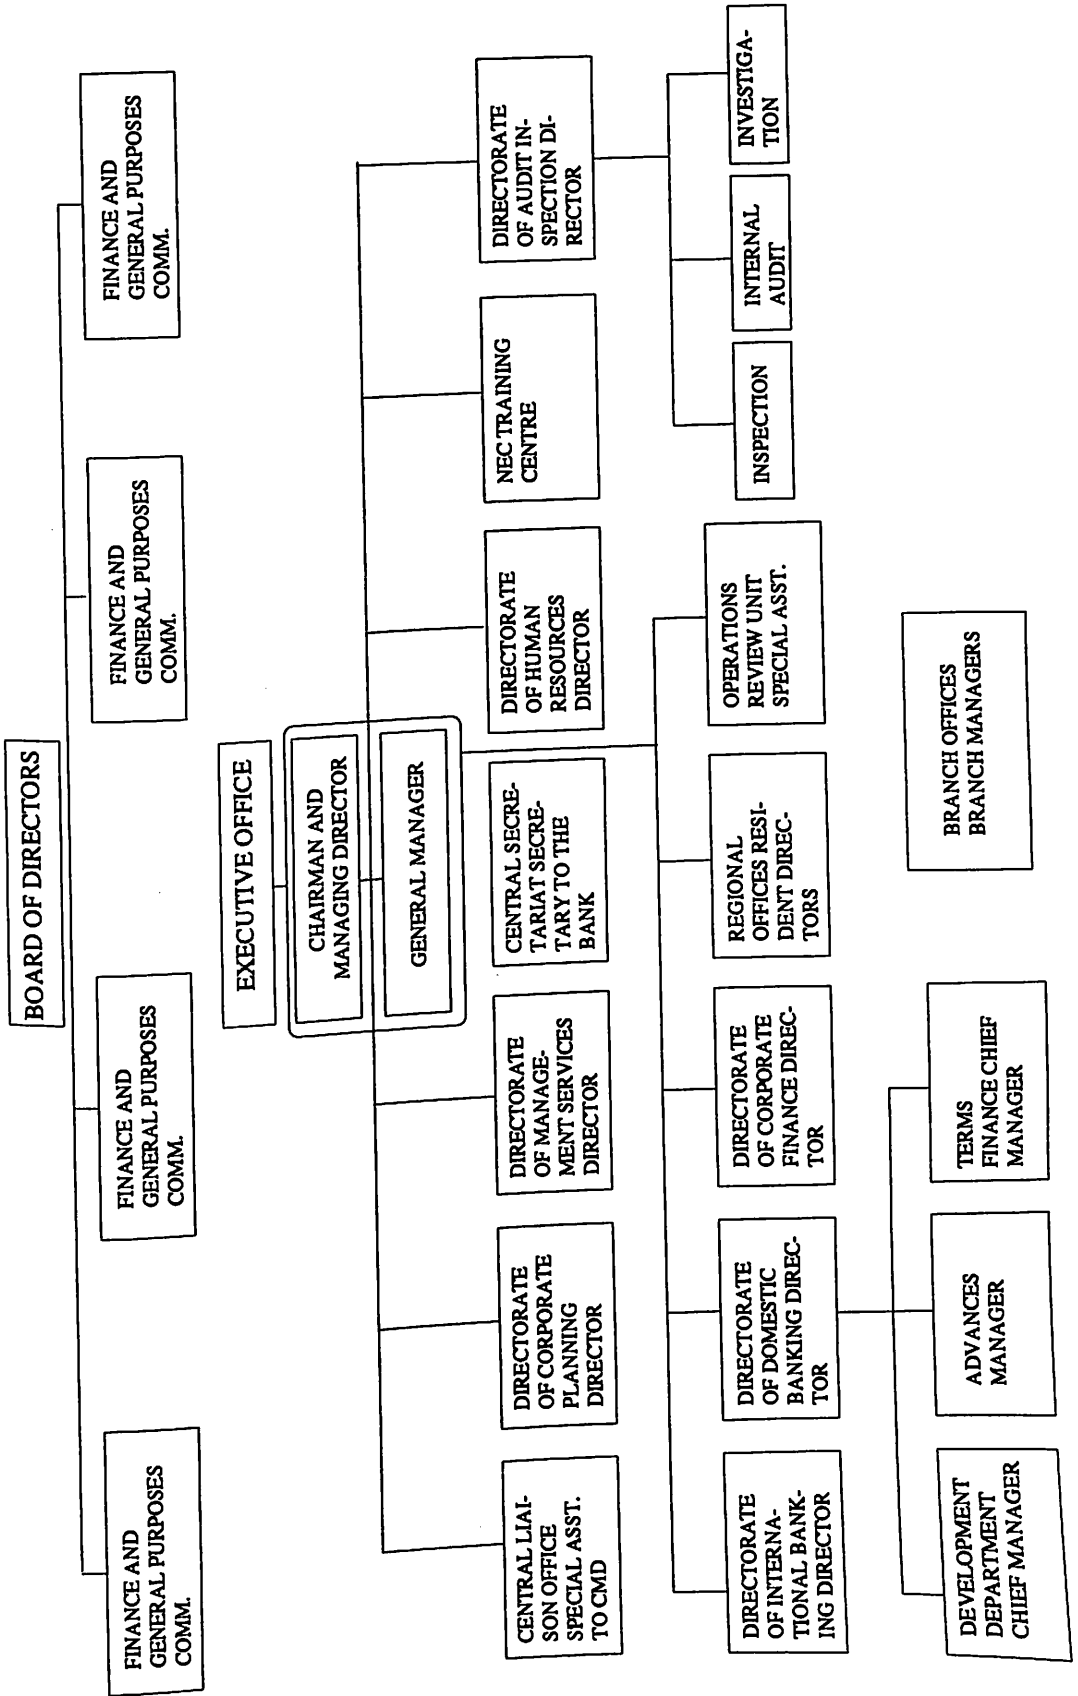 BOARD OF DIRECTORS
FINANCE AND
GENERAL PURPOSES
COMM.
FINANCE AND
GENERAL PURPOSES
COMM.
FINANCE AND
GENERAL PURPOSES
COMM.
FINANCE AND
GENERAL PURPOSES
COMM.
EXECUTIVE OFFICE
CHAIRMAN AND
MANAGING DIRECTOR
GENERAL MANAGER
CENTRAL LIAI-
SON OFFICE
SPECIAL ASST.
TO CMD
DIRECTORATE
OF CORPORATE
PLANNING
DIRECTOR
DIRECTORATE
OF MANAGE-
MENT SERVICES
DIRECTOR
CENTRAL SECRE-
TARIAT SECRE-
TARY TO THE
BANK
DIRECTORATE
OF HUMAN
RESOURCES
DIRECTOR
NEC TRAINING
CENTRE
DIRECTORATE
OF AUDIT IN-
SPECTION DI-
RECTOR
DIRECTORATE
OF INTERNA-
TIONAL BANK-
ING DIRECTOR
DIRECTORATE
OF DOMESTIC
BANKING DIREC-
TOR
DIRECTORATE
OF CORPORATE
FINANCE DIREC-
TOR
REGIONAL
OFFICES RESI-
DENT DIREC-
TORS
OPERATIONS
REVIEW UNIT
SPECIAL ASST.
INSPECTION
INTERNAL
AUDIT
INVESTIGA-
TION
DEVELOPMENT
DEPARTMENT
CHIEF MANAGER
ADVANCES
MANAGER
TERMS
FINANCE CHIEF
MANAGER
BRANCH OFFICES
BRANCH MANAGERS